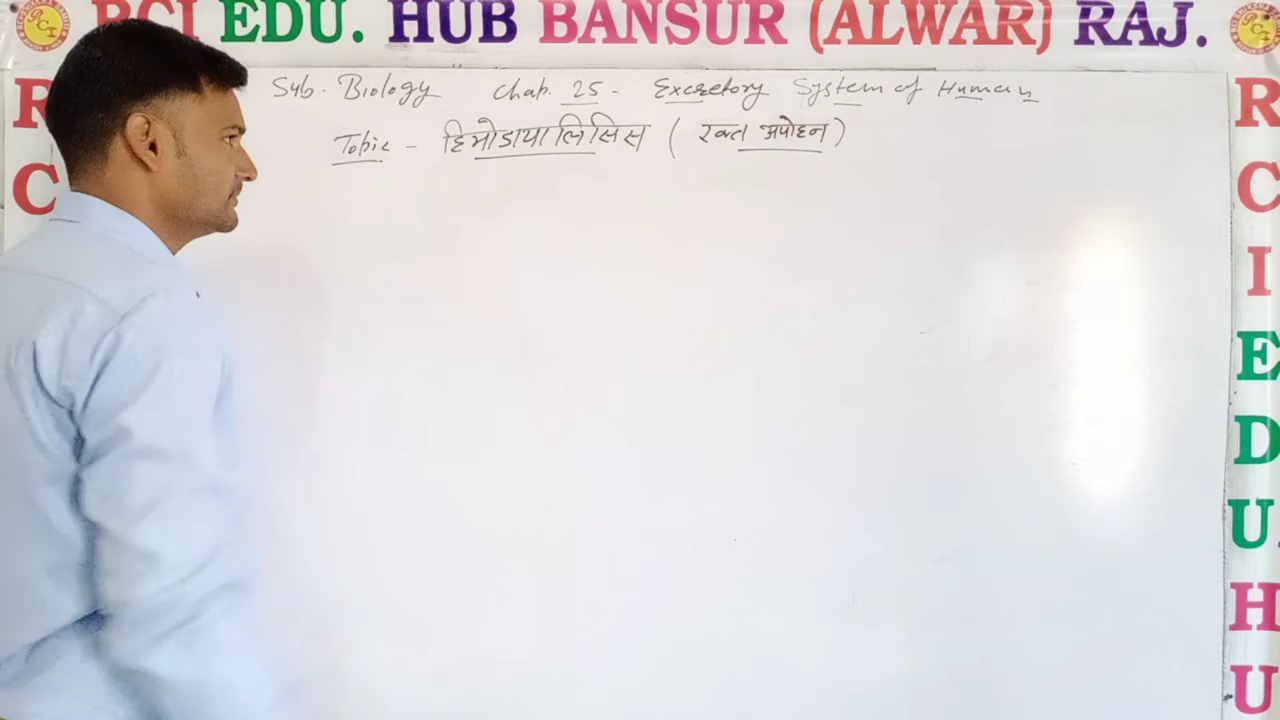 RCI EDU. HUB BANSUR (ALWAR) RAJ.
Sub. Biology Chap. 25- Excretory System of Human
Topic - हिमोडायालिसिस ( रक्त अपोहन )
R
C
R
C
I
E
D
U.
H
U